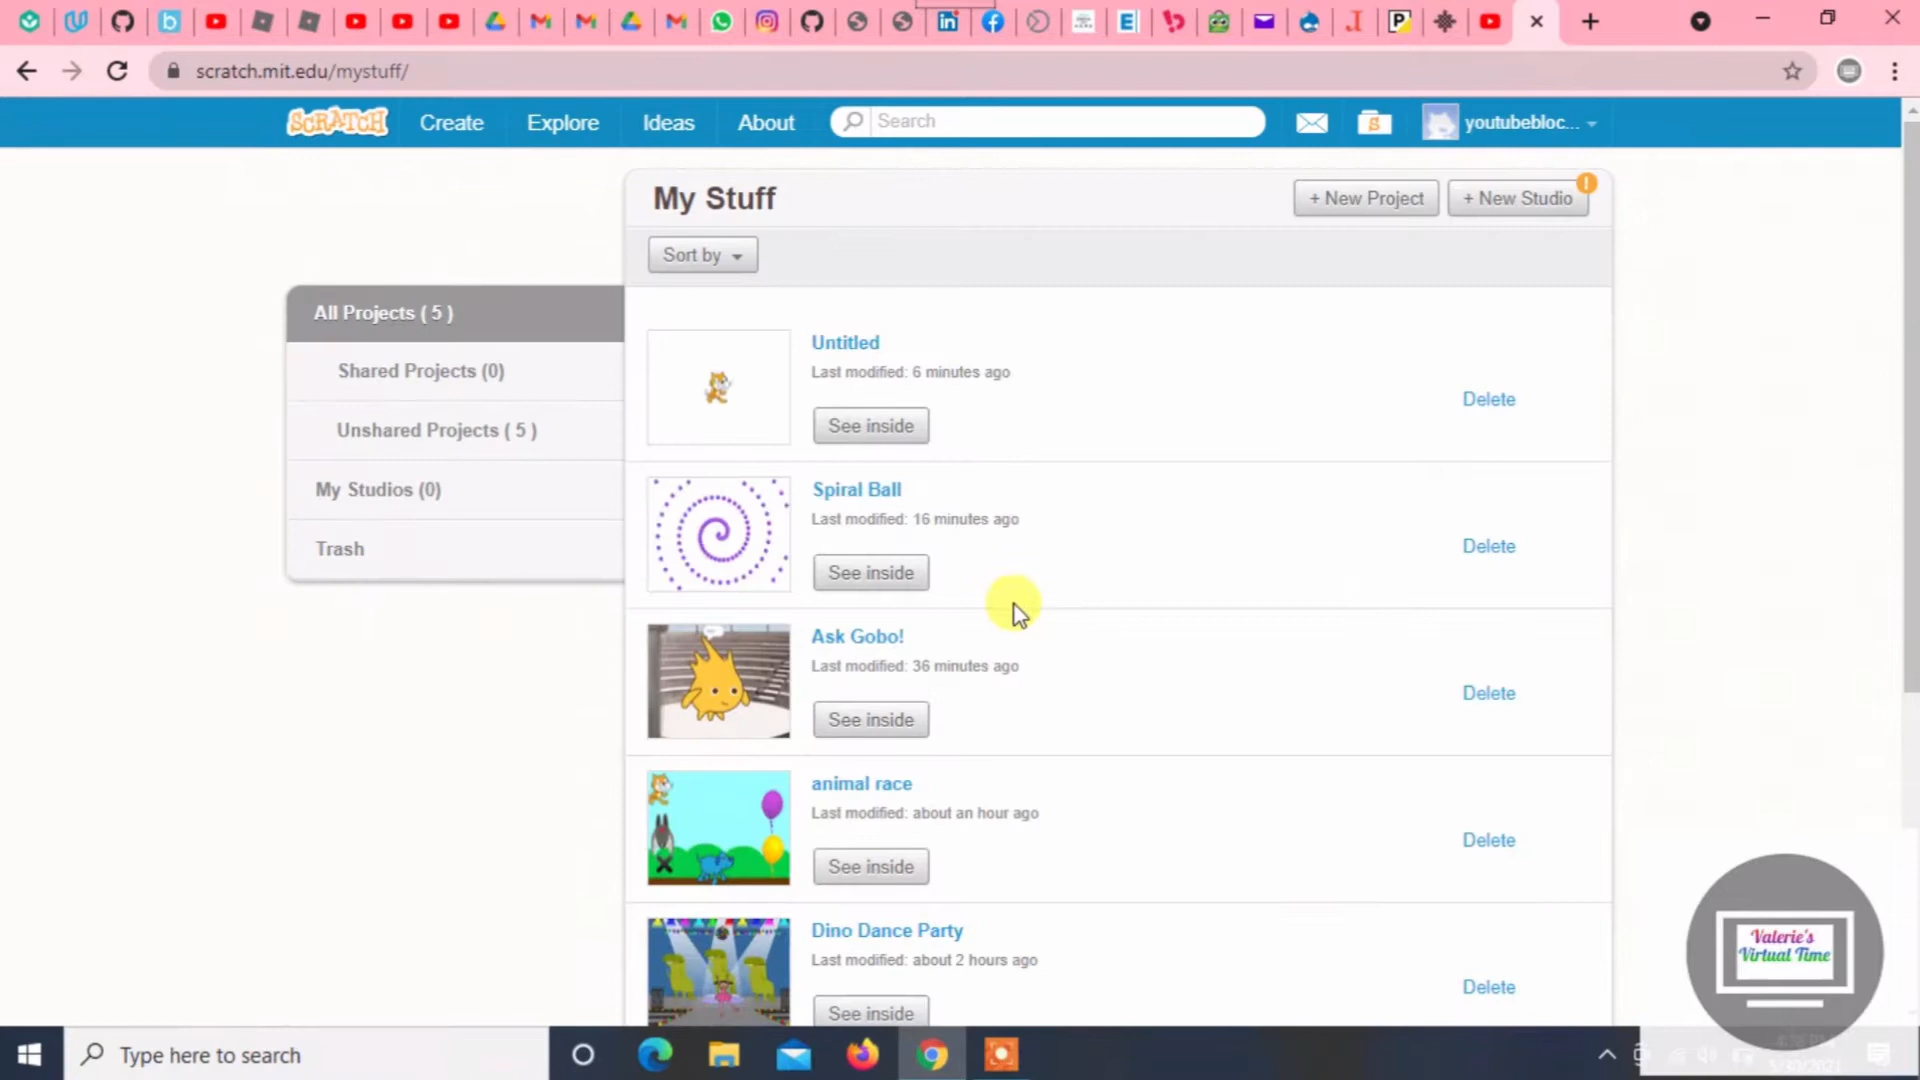 scratch.mit.edu/mystuff/
SCRATCH
Create
Explore
Ideas
About
Search
S
youtubebloc...
My Stuff
+ New Project
+ New Studio
!
Sort by
All Projects ( 5 )
Shared Projects (0)
Unshared Projects ( 5 )
My Studios (0)
Trash
Untitled
Last modified: 6 minutes ago
See inside
Delete
Spiral Ball
Last modified: 16 minutes ago
See inside
Delete
Ask Gobo!
Last modified: 36 minutes ago
See inside
Delete
animal race
Last modified: about an hour ago
See inside
Delete
Dino Dance Party
Last modified: about 2 hours ago
See inside
Delete
Valerie's
Virtual Time
Type here to search